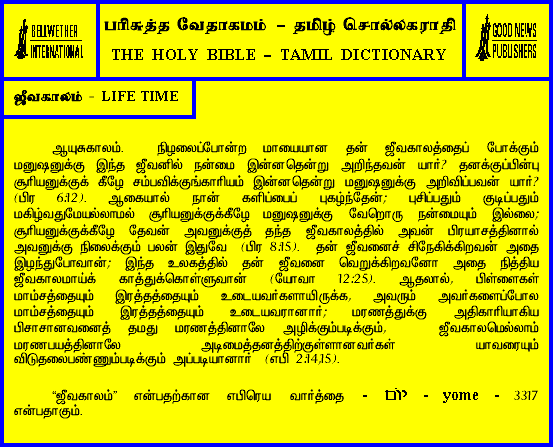 BELLWETHER
INTERNATIONAL
பரிசுத்த வேதாகமம் – தமிழ் சொல்லகராதி
THE HOLY BIBLE – TAMIL DICTIONARY
GOOD NEWS
PUBLISHERS
ஜீவகாலம் - LIFE TIME
ஆயுசுகாலம். நிழலைப்போன்ற மாயையான தன் ஜீவகாலத்தைப் போக்கும்
மனுஷனுக்கு இந்த ஜீவனில் நன்மை இன்னதென்று அறிந்தவன் யார்? தனக்குப்பின்பு
சூரியனுக்குக் கீழே சம்பவிக்குங்காரியம் இன்னதென்று மனுஷனுக்கு அறிவிப்பவன் யார்?
(பிர 6:12). ஆகையால் நான் களிப்பைப் புகழ்ந்தேன்; புசிப்பதும் குடிப்பதும்
மகிழ்வதுமேயல்லாமல் சூரியனுக்குக்கீழே மனுஷனுக்கு வேறொரு நன்மையும் இல்லை;
சூரியனுக்குக்கீழே தேவன் அவனுக்குத் தந்த ஜீவகாலத்தில் அவன் பிரயாசத்தினால்
அவனுக்கு நிலைக்கும் பலன் இதுவே (பிர 8:15). தன் ஜீவனைச் சிநேகிக்கிறவன் அதை
இழந்துபோவான்; இந்த உலகத்தில் தன் ஜீவனை வெறுக்கிறவனோ அதை நித்திய
ஜீவகாலமாய்க் காத்துக்கொள்ளுவான் (யோவா 12:25). ஆதலால், பிள்ளைகள்
மாம்சத்தையும் இரத்தத்தையும் உடையவர்களாயிருக்க, அவரும் அவர்களைப்போல
மாம்சத்தையும் இரத்தத்தையும் உடையவரானார்; மரணத்துக்கு அதிகாரியாகிய
பிசாசானவனைத் தமது மரணத்தினாலே அழிக்கும்படிக்கும், ஜீவகாலமெல்லாம்
மரணபயத்தினாலே அடிமைத்தனத்திற்குள்ளானவர்கள் யாவரையும்
விடுதலைபண்ணும்படிக்கும் அப்படியானார் (எபி 2:14,15).
“ஜீவகாலம்” என்பதற்கான எபிரெய வார்த்தை - יום - yome - 3317
என்பதாகும்.